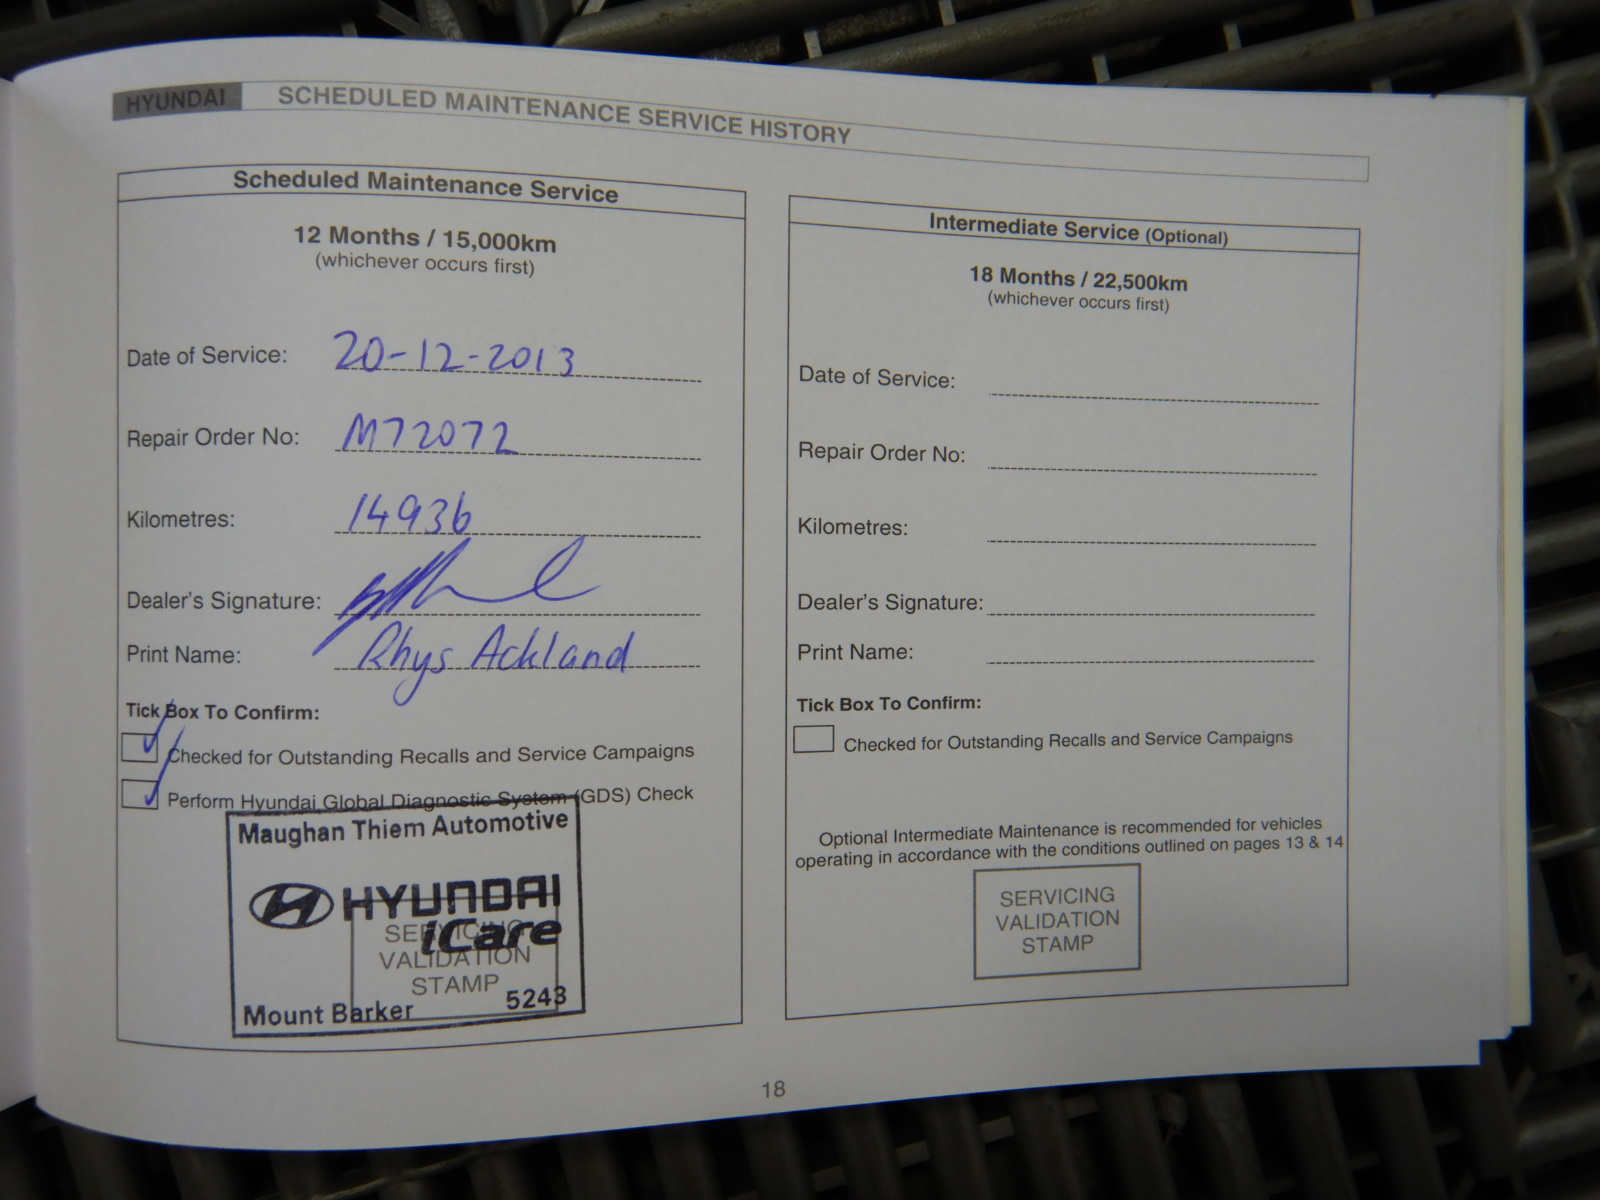 HYUNDAI SCHEDULED MAINTENANCE SERVICE HISTORY
Scheduled Maintenance Service
12 Months / 15,000km
(whichever occurs first)
Date of Service: 20-12-2013
Repair Order No: M72072
Kilometres: 14936
Dealer's Signature:
Print Name: Rhys Ackland
Tick Box To Confirm:
Checked for Outstanding Recalls and Service Campaigns
Perform Hyundai Global Diagnostic System (GDS) Check
Maughan Thiem Automotive
HYUNDAI
iCare
SERVICING
VALIDATION
STAMP
Mount Barker 5243
Intermediate Service (Optional)
18 Months / 22,500km
(whichever occurs first)
Date of Service:
Repair Order No:
Kilometres:
Dealer's Signature:
Print Name:
Tick Box To Confirm:
Checked for Outstanding Recalls and Service Campaigns
Optional Intermediate Maintenance is recommended for vehicles
operating in accordance with the conditions outlined on pages 13 & 14
SERVICING
VALIDATION
STAMP
18